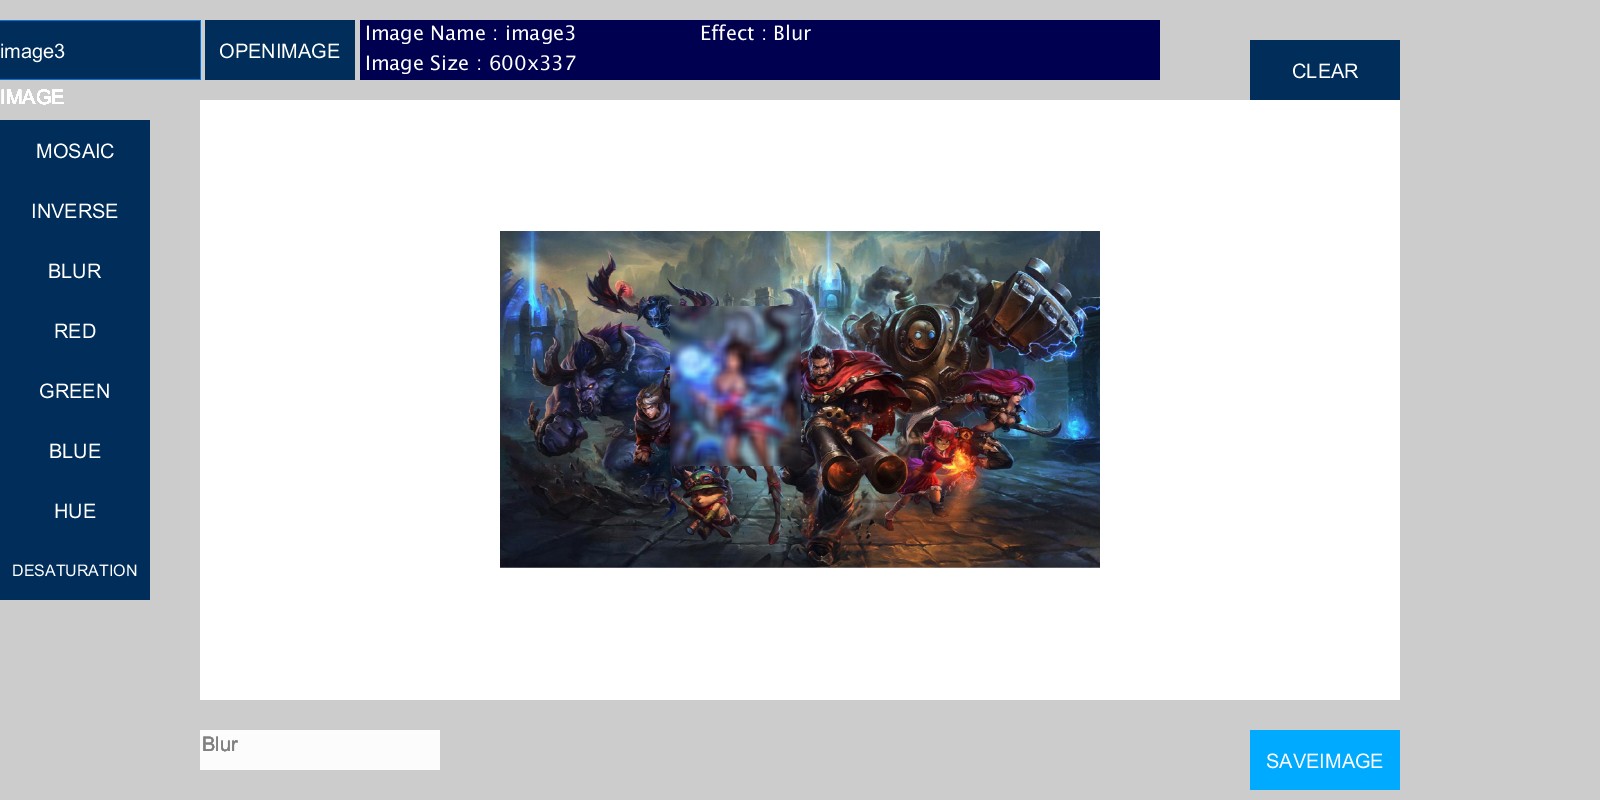 image3
OPENIMAGE
Image Name : image3
Effect : Blur
Image Size : 600x337
CLEAR
IMAGE
MOSAIC
INVERSE
BLUR
RED
GREEN
BLUE
HUE
DESATURATION
Blur
SAVEIMAGE